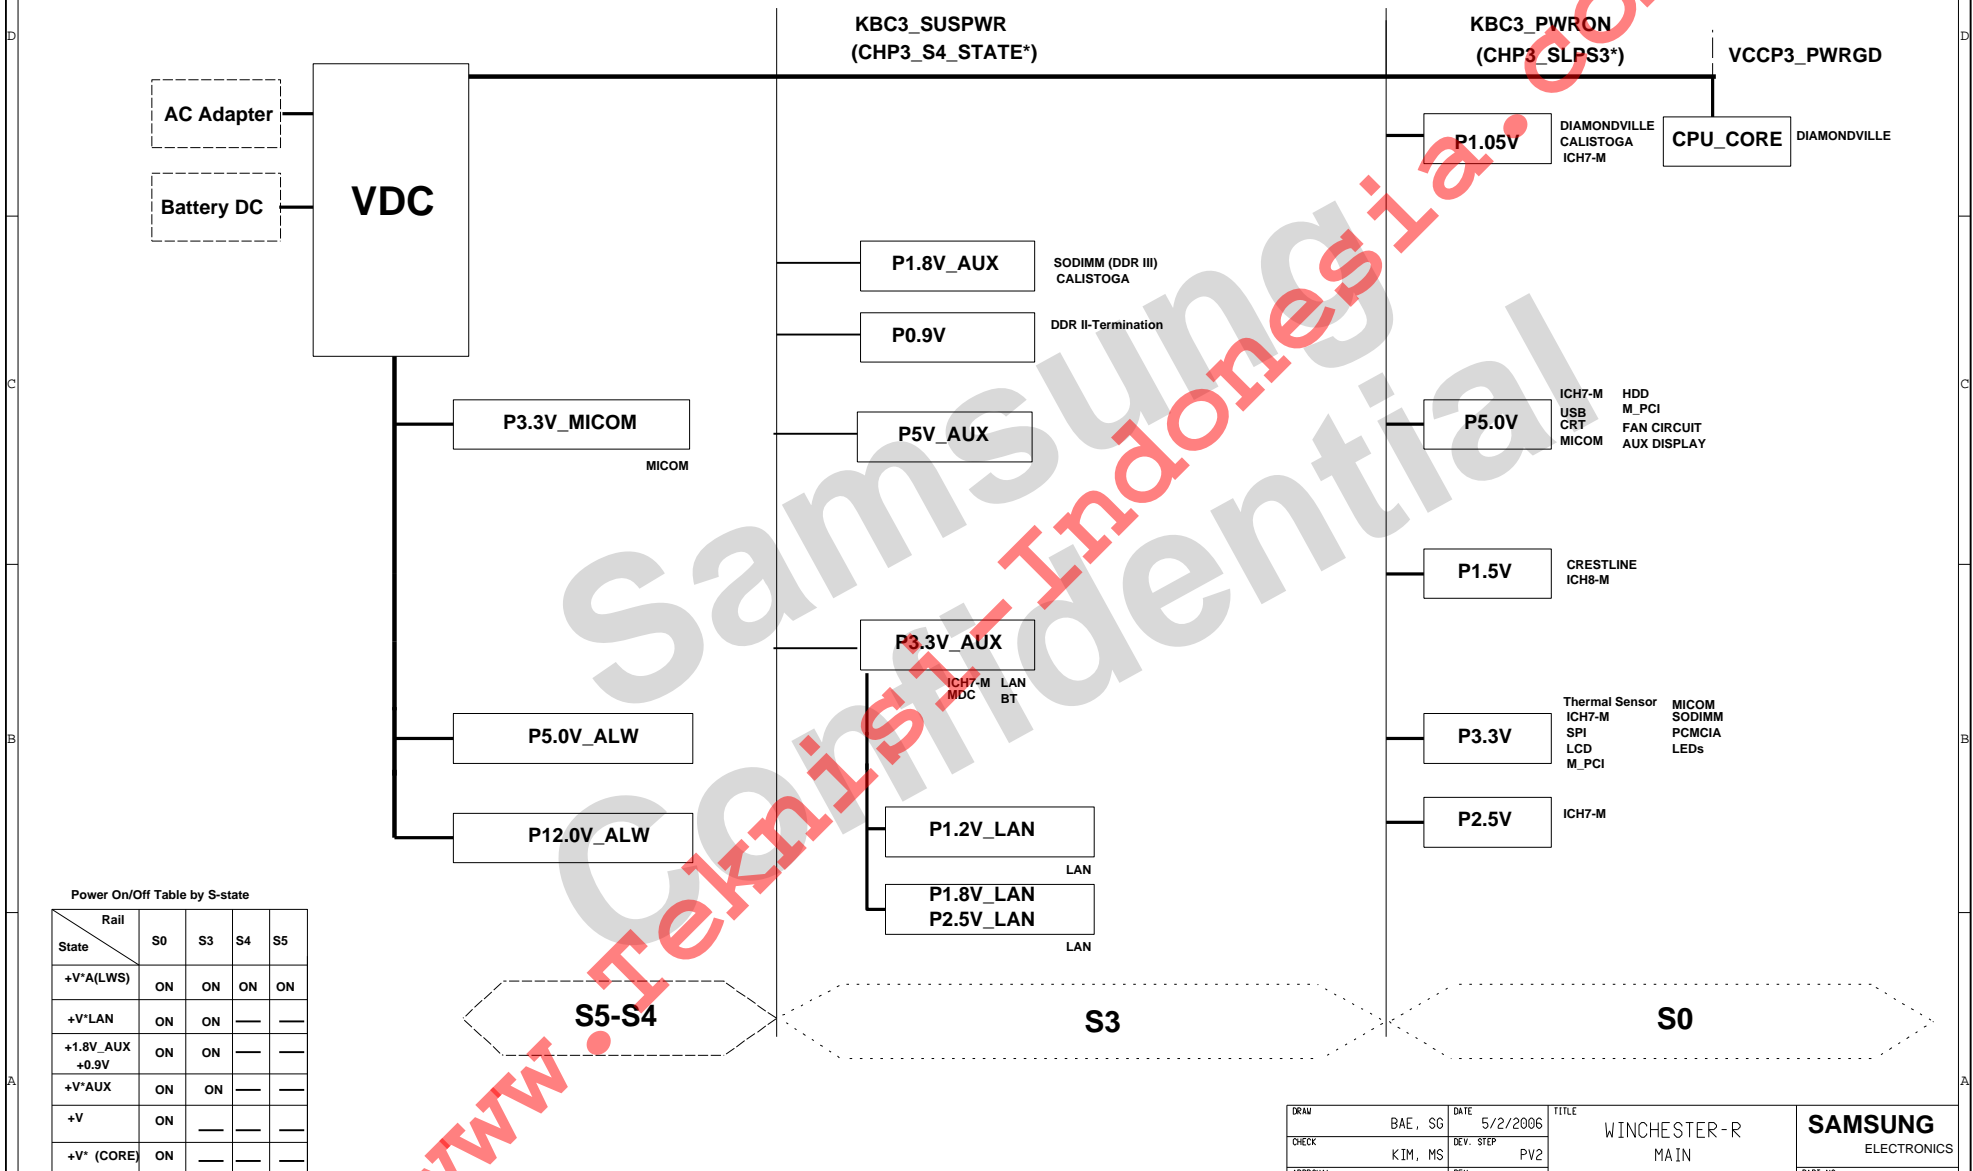 KBC3_SUSPWR
(CHP3_S4_STATE*)
KBC3_PWRON
(CHP3_SLPS3*)
VCCP3_PWRGD
D
D
AC Adapter
Battery DC
VDC
P1.05V
DIAMONDVILLE
CALISTOGA
ICH7-M
CPU_CORE
DIAMONDVILLE
P1.8V_AUX
SODIMM (DDR III)
CALISTOGA
P0.9V
DDR II-Termination
C
C
P3.3V_MICOM
MICOM
P5V_AUX
P5.0V
ICH7-M HDD
USB M_PCI
CRT FAN CIRCUIT
MICOM AUX DISPLAY
P1.5V
CRESTLINE
ICH8-M
P3.3V_AUX
ICH7-M LAN
MDC BT
B
B
P5.0V_ALW
P3.3V
Thermal Sensor MICOM
ICH7-M SODIMM
SPI PCMCIA
LCD LEDs
M_PCI
P12.0V_ALW
P1.2V_LAN
LAN
P2.5V
ICH7-M
P1.8V_LAN
P2.5V_LAN
LAN
Power On/Off Table by S-state
Rail
State S0 S3 S4 S5
+V*A(LWS) ON ON ON ON
+V*LAN ON ON — —
+1.8V_AUX
+0.9V ON ON — —
+V*AUX ON ON — —
+V ON — — —
+V* (CORE) ON — — —
S5-S4
S3
S0
A
A
DRAW BAE, SG DATE 5/2/2006 TITLE WINCHESTER-R SAMSUNG
ELECTRONICS
CHECK KIM, MS DEV. STEP PV2 MAIN
Samsung
Confidential
www.Teknisi-Indonesia.co